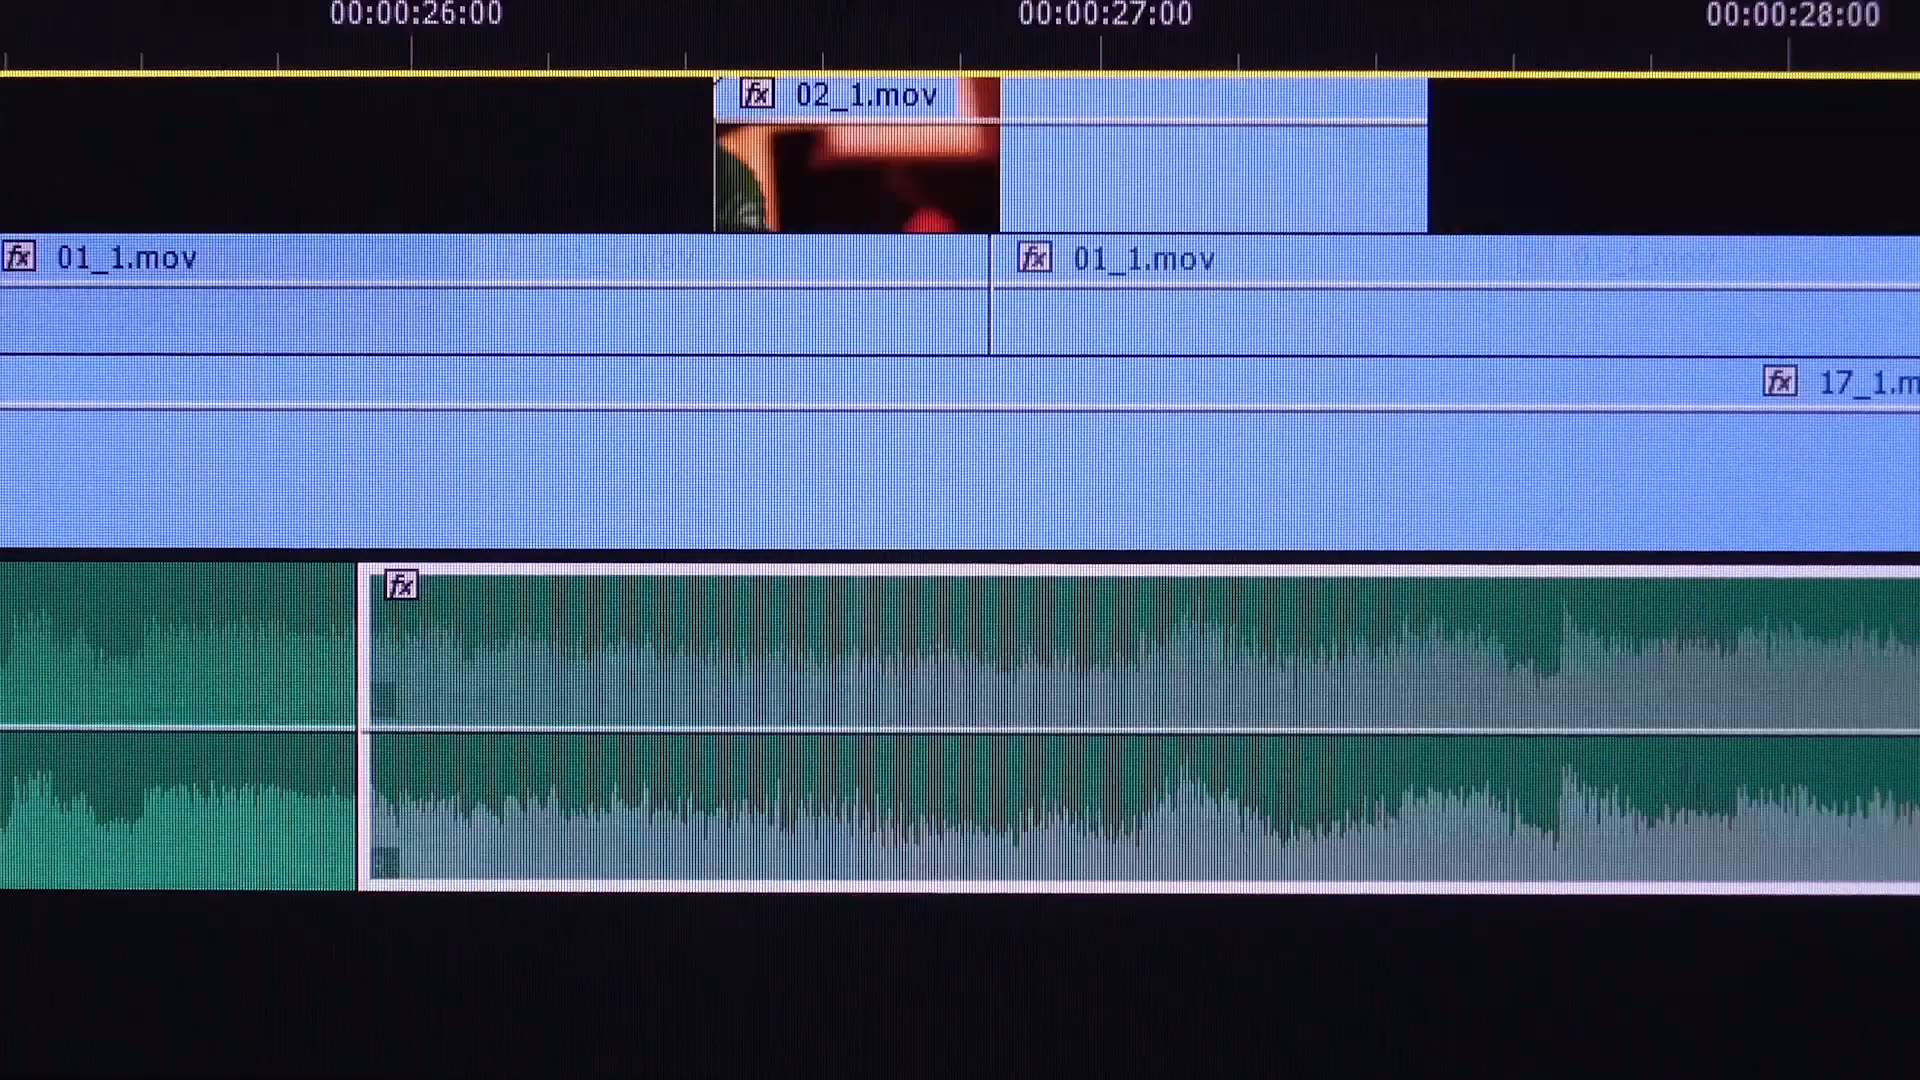 00:00:26:00 00:00:27:00 00:00:28:00
fx 02_1.mov
fx 01_1.mov fx 01_1.mov
fx 17_1.m
fx